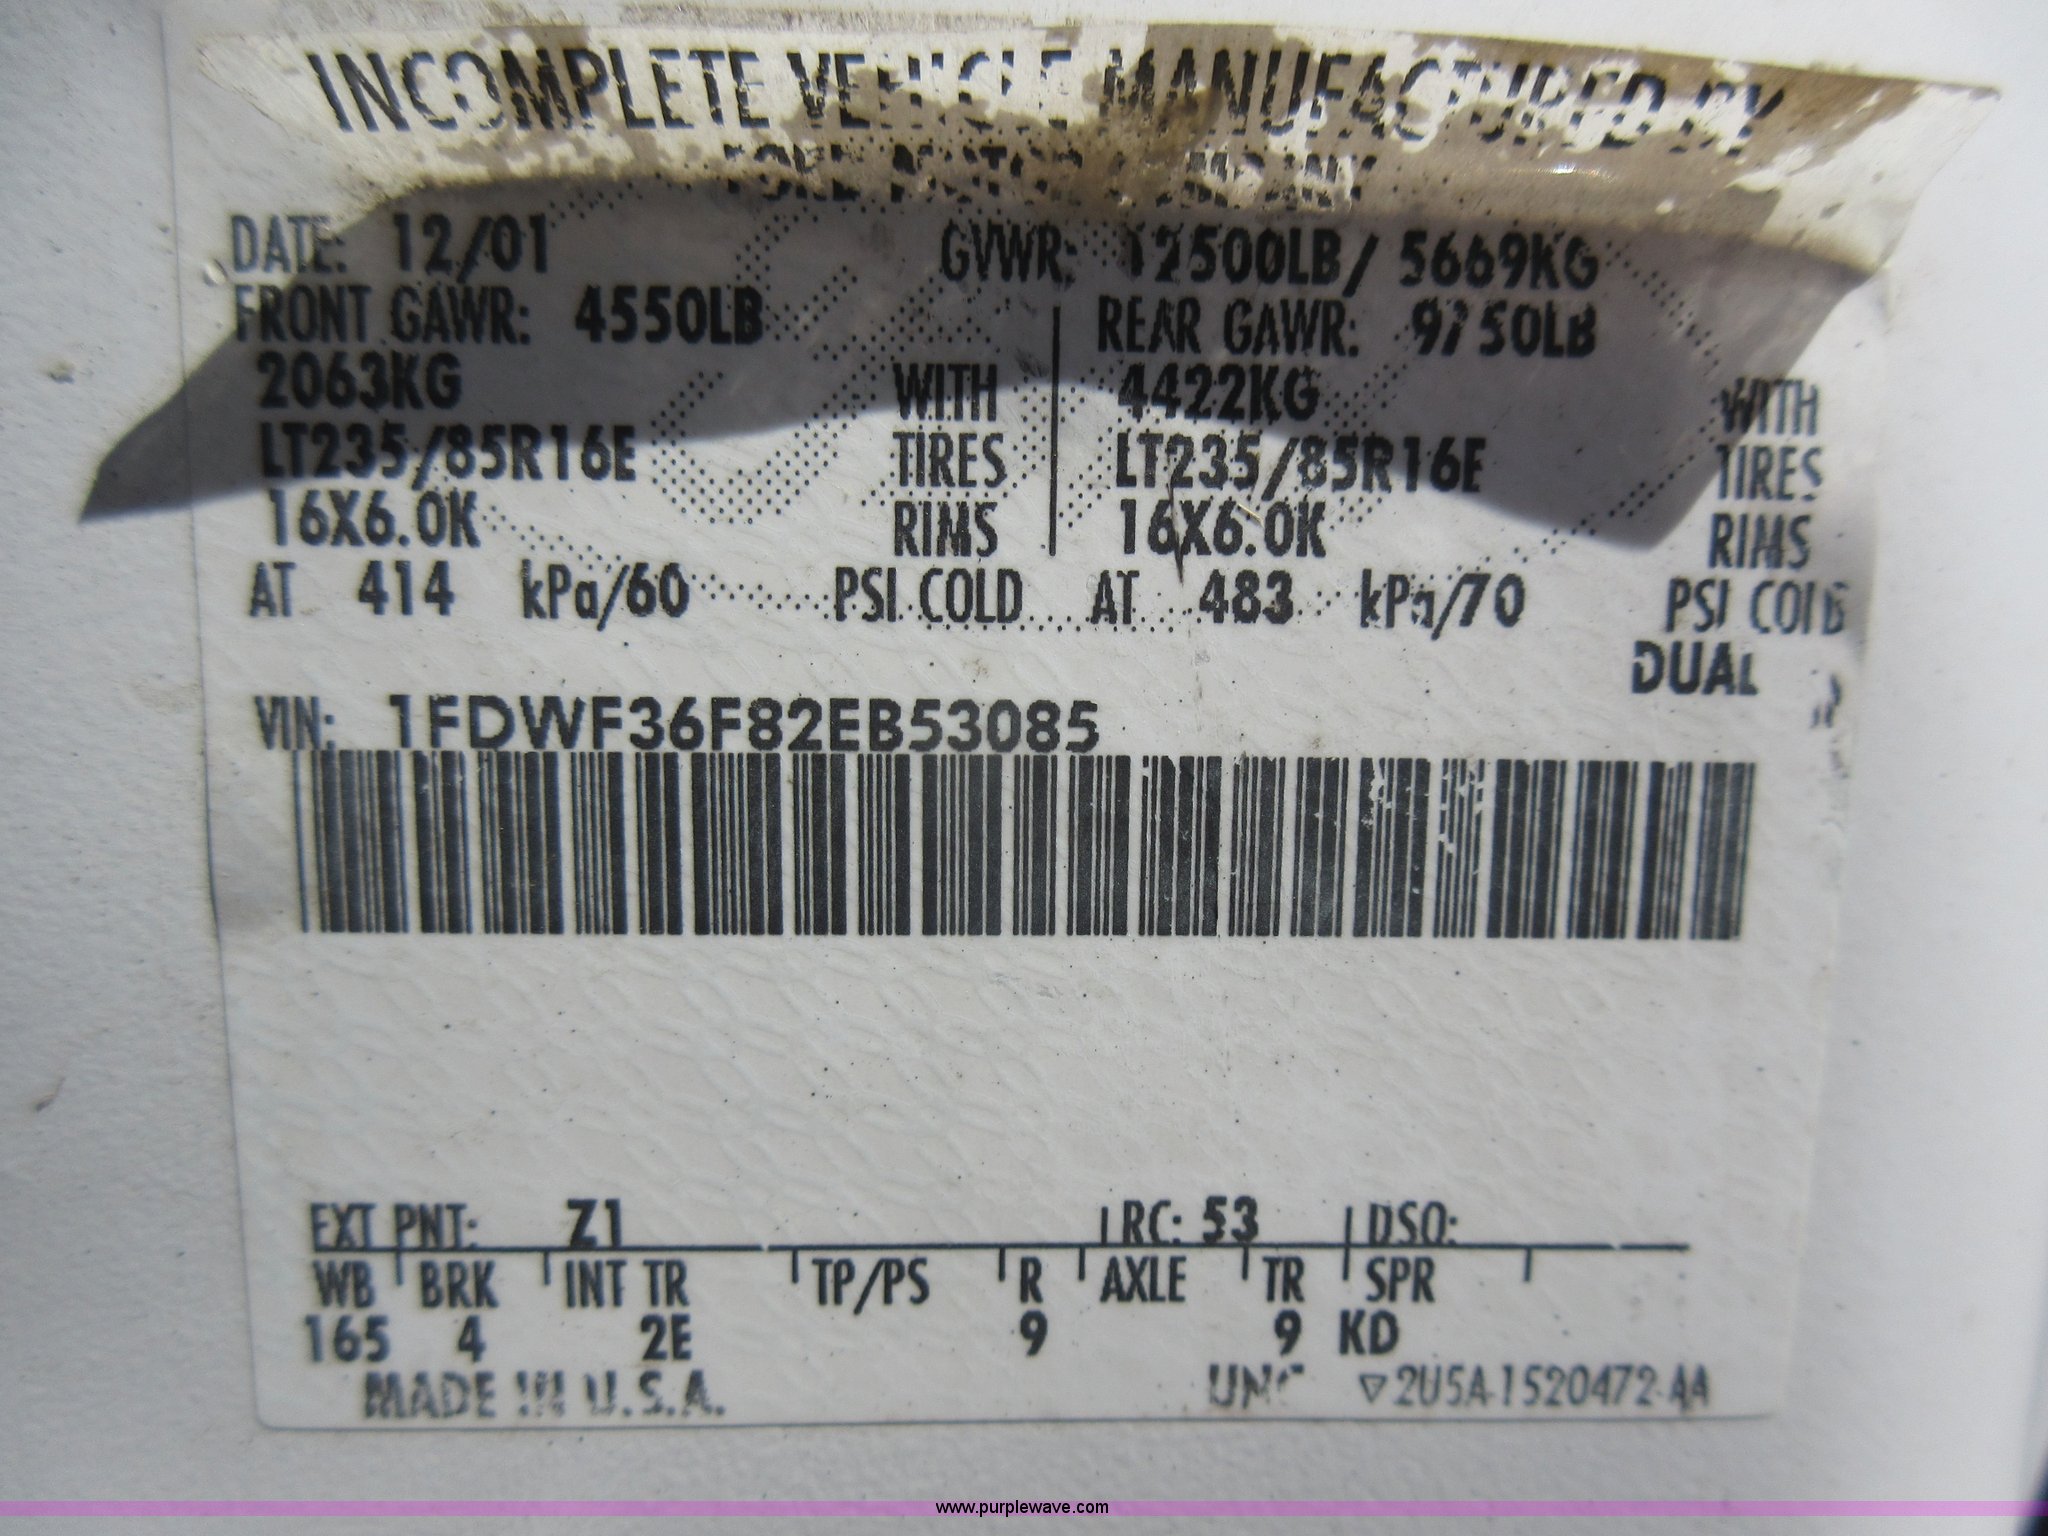 INCOMPLETE VEHICLE MANUFACTURED BY
FORD MOTOR COMPANY
DATE: 12/01 GVWR: 12500LB/ 5669KG
FRONT GAWR: 4550LB REAR GAWR: 9750LB
2063KG WITH 4422KG WITH
LT235/85R16E TIRES LT235/85R16E TIRES
16X6.0K RIMS 16X6.0K RIMS
AT 414 kPa/60 PSI COLD AT 483 kPa/70 PSI COLD
DUAL
VIN: 1FDWF36F82EB53085
EXT PNT: Z1 RC: 53 DSO:
WB BRK INT TR TP/PS R AXLE TR SPR
165 4 2E 9 9 KD
MADE IN U.S.A. ▽2U5A-1520472-AA
www.purplewave.com